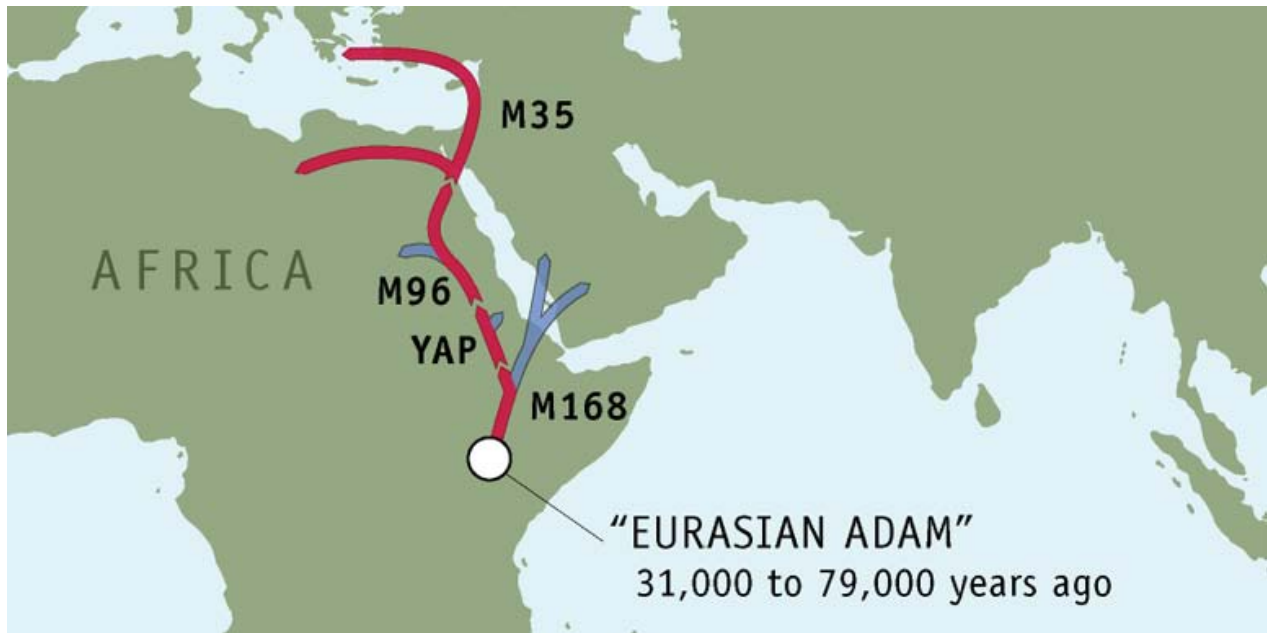 M35
AFRICA
M96
YAP
M168
“EURASIAN ADAM”
31,000 to 79,000 years ago